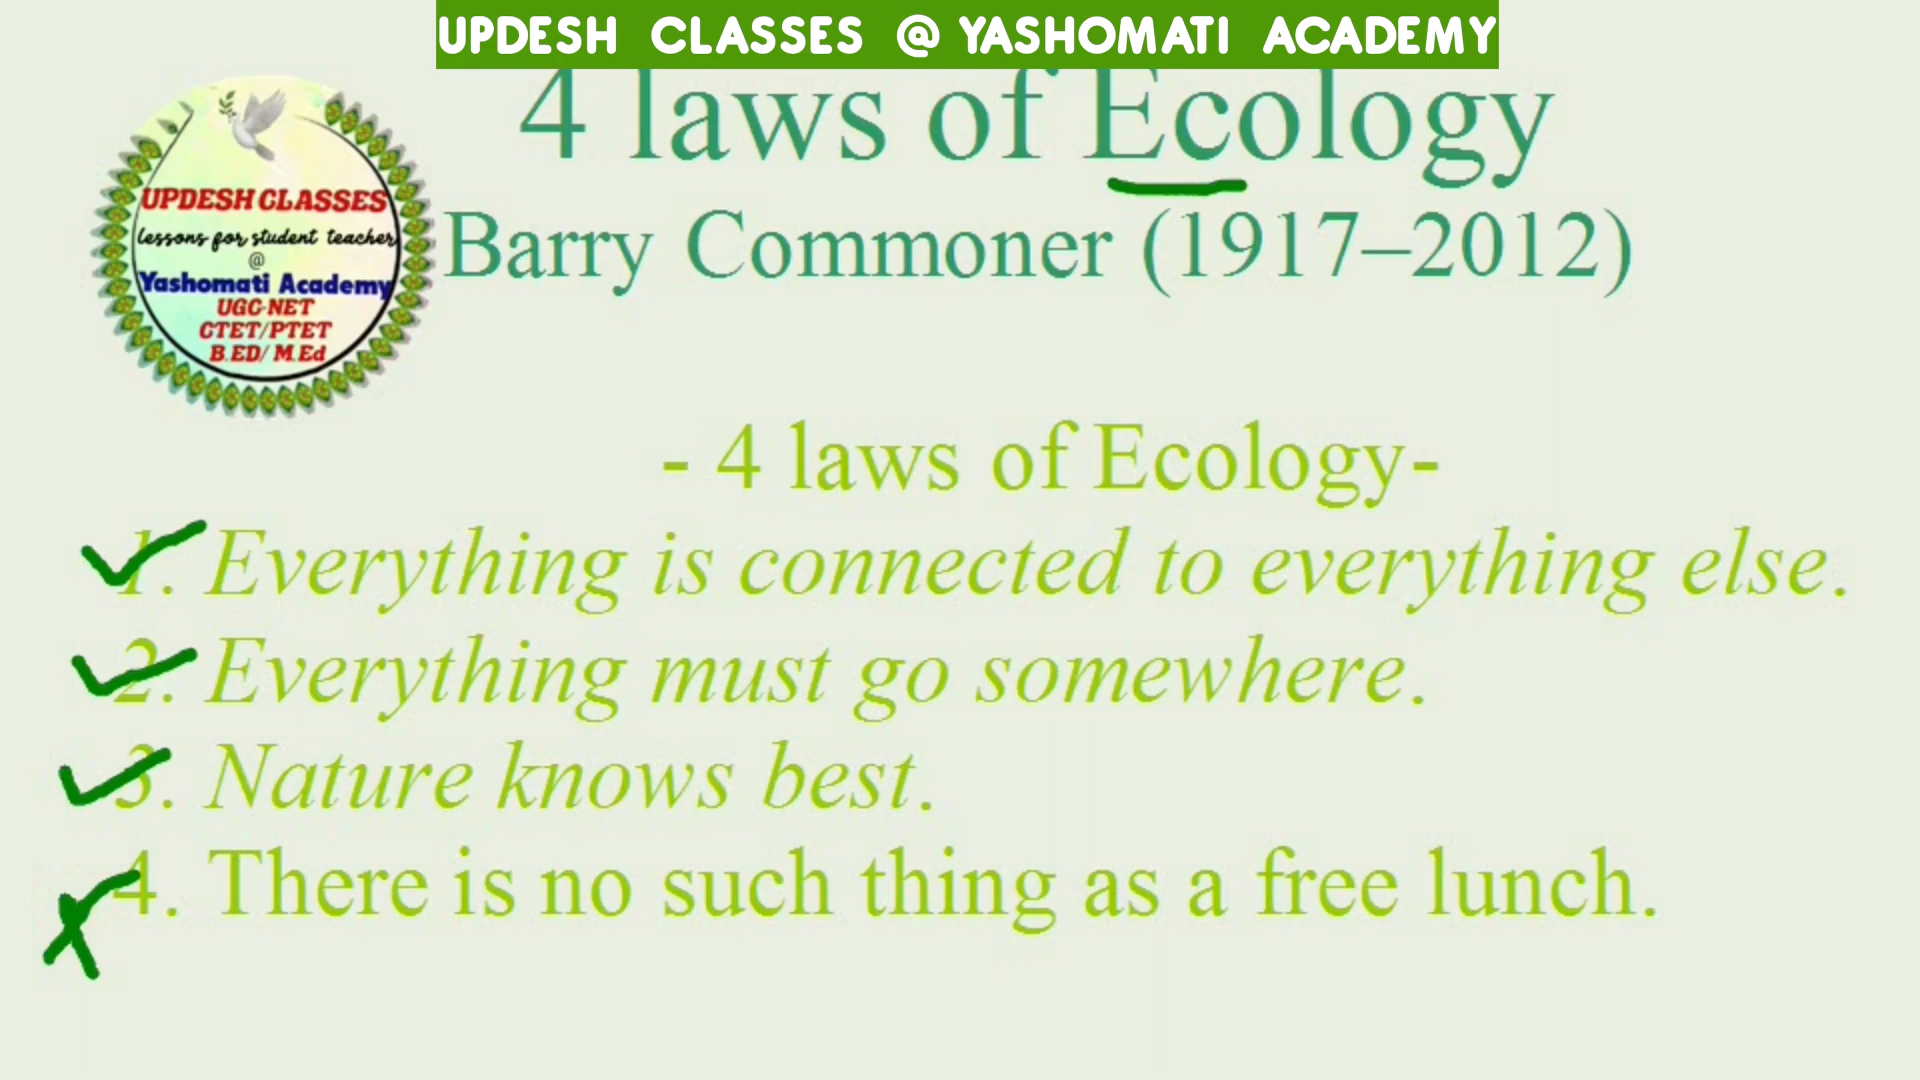 UPDESH CLASSES @ YASHOMATI ACADEMY
4 laws of Ecology
Barry Commoner (1917–2012)
UPDESH CLASSES
lessons for student teacher
@
Yashomati Academy
UGC-NET
CTET/PTET
B.ED/ M.Ed
- 4 laws of Ecology-
1. Everything is connected to everything else.
2. Everything must go somewhere.
3. Nature knows best.
4. There is no such thing as a free lunch.